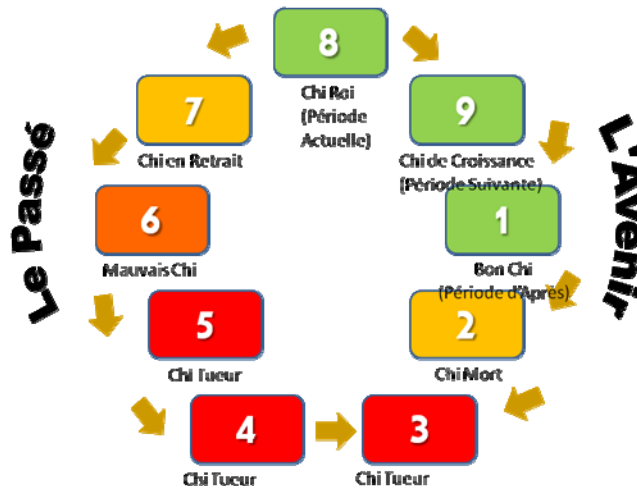 8
Chi Roi
(Période
Actuelle)
7
Chi en Retrait
9
Chi de Croissance
(Période Suivante)
Le Passé
L'Avenir
6
Mauvais Chi
1
Bon Chi
(Période d'Après)
5
Chi Tueur
2
Chi Mort
4
Chi Tueur
3
Chi Tueur